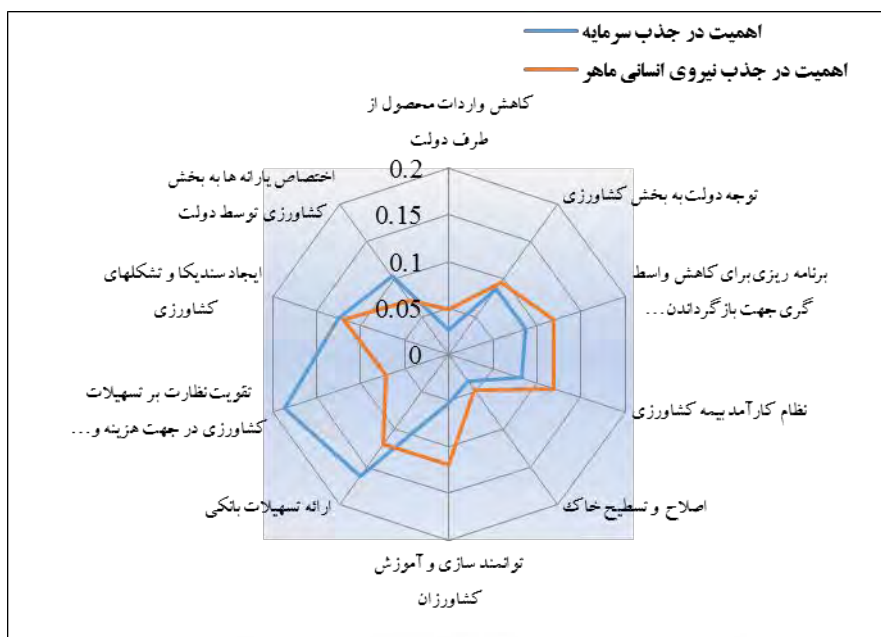 اهمیت در جذب سرمایه
اهمیت در جذب نیروی انسانی ماهر
کاهش واردات محصول از
طرف دولت
توجه دولت به بخش کشاورزی
برنامه ریزی برای کاهش واسط
گری جهت بازگرداندن...
نظام کارآمد بیمه کشاورزی
اصلاح و تسطیح خاک
توانمند سازی و آموزش
کشاورزان
ارائه تسهیلات بانکی
تقویت نظارت بر تسهیلات
کشاورزی در جهت هزینه و...
ایجاد سندیکا و تشکلهای
کشاورزی
اختصاص یارانه ها به بخش
کشاورزی توسط دولت
0.2
0.15
0.1
0.05
0